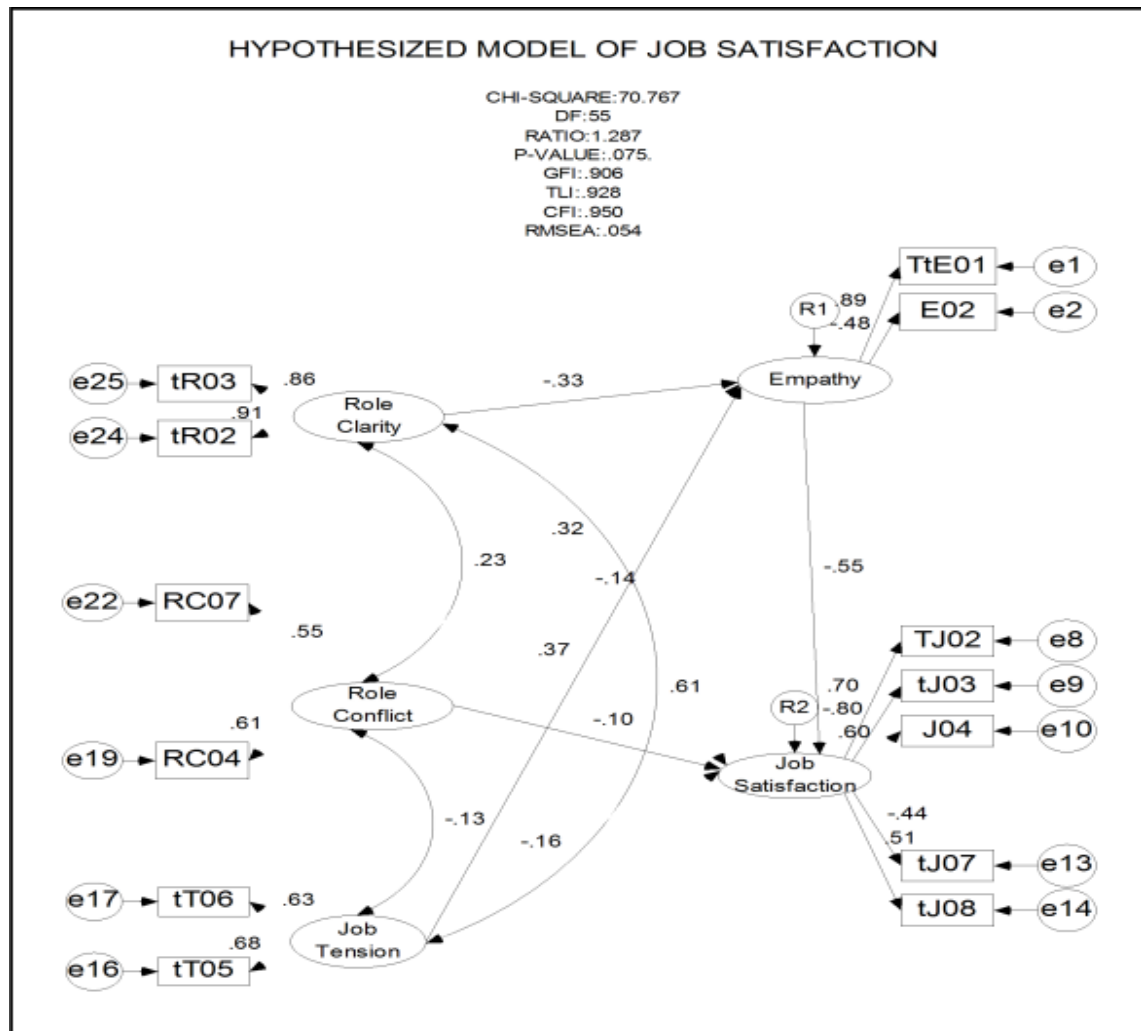 HYPOTHESIZED MODEL OF JOB SATISFACTION
CHI-SQUARE:70.767
DF:55
RATIO:1.287
P-VALUE:.075.
GFI:.906
TLI:.928
CFI:.950
RMSEA:.054
TtE01
e1
E02
e2
R1
.89
-.48
Empathy
e25
tR03
.86
e24
tR02
.91
Role
Clarity
-.33
.32
.23
-.14
-.55
e22
RC07
.55
.37
.61
Role
Conflict
e19
RC04
.61
-.10
R2
.70
-.80
.60
TJ02
e8
tJ03
e9
J04
e10
Job
Satisfaction
-.44
.51
tJ07
e13
tJ08
e14
-.13
-.16
e17
tT06
.63
e16
tT05
.68
Job
Tension